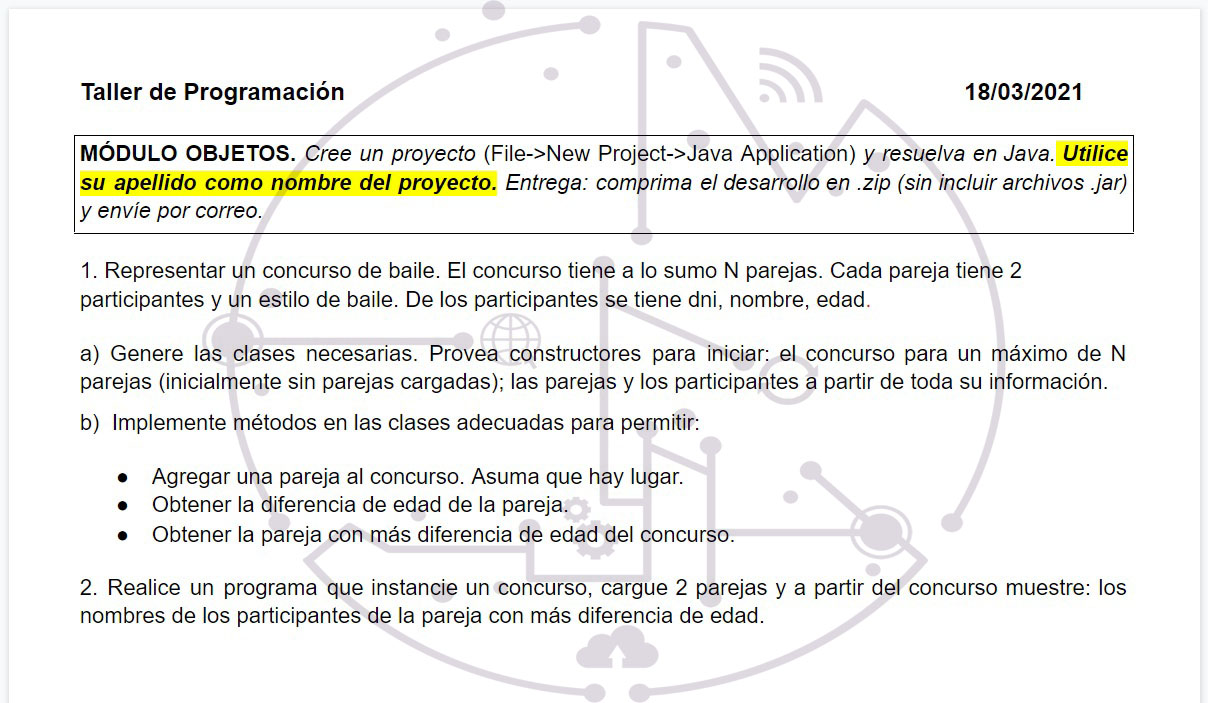 Taller de Programación 18/03/2021
MÓDULO OBJETOS. Cree un proyecto (File->New Project->Java Application) y resuelva en Java. Utilice
su apellido como nombre del proyecto. Entrega: comprima el desarrollo en .zip (sin incluir archivos .jar)
y envíe por correo.
1. Representar un concurso de baile. El concurso tiene a lo sumo N parejas. Cada pareja tiene 2
participantes y un estilo de baile. De los participantes se tiene dni, nombre, edad.
a) Genere las clases necesarias. Provea constructores para iniciar: el concurso para un máximo de N
parejas (inicialmente sin parejas cargadas); las parejas y los participantes a partir de toda su información.
b) Implemente métodos en las clases adecuadas para permitir:
● Agregar una pareja al concurso. Asuma que hay lugar.
● Obtener la diferencia de edad de la pareja.
● Obtener la pareja con más diferencia de edad del concurso.
2. Realice un programa que instancie un concurso, cargue 2 parejas y a partir del concurso muestre: los
nombres de los participantes de la pareja con más diferencia de edad.